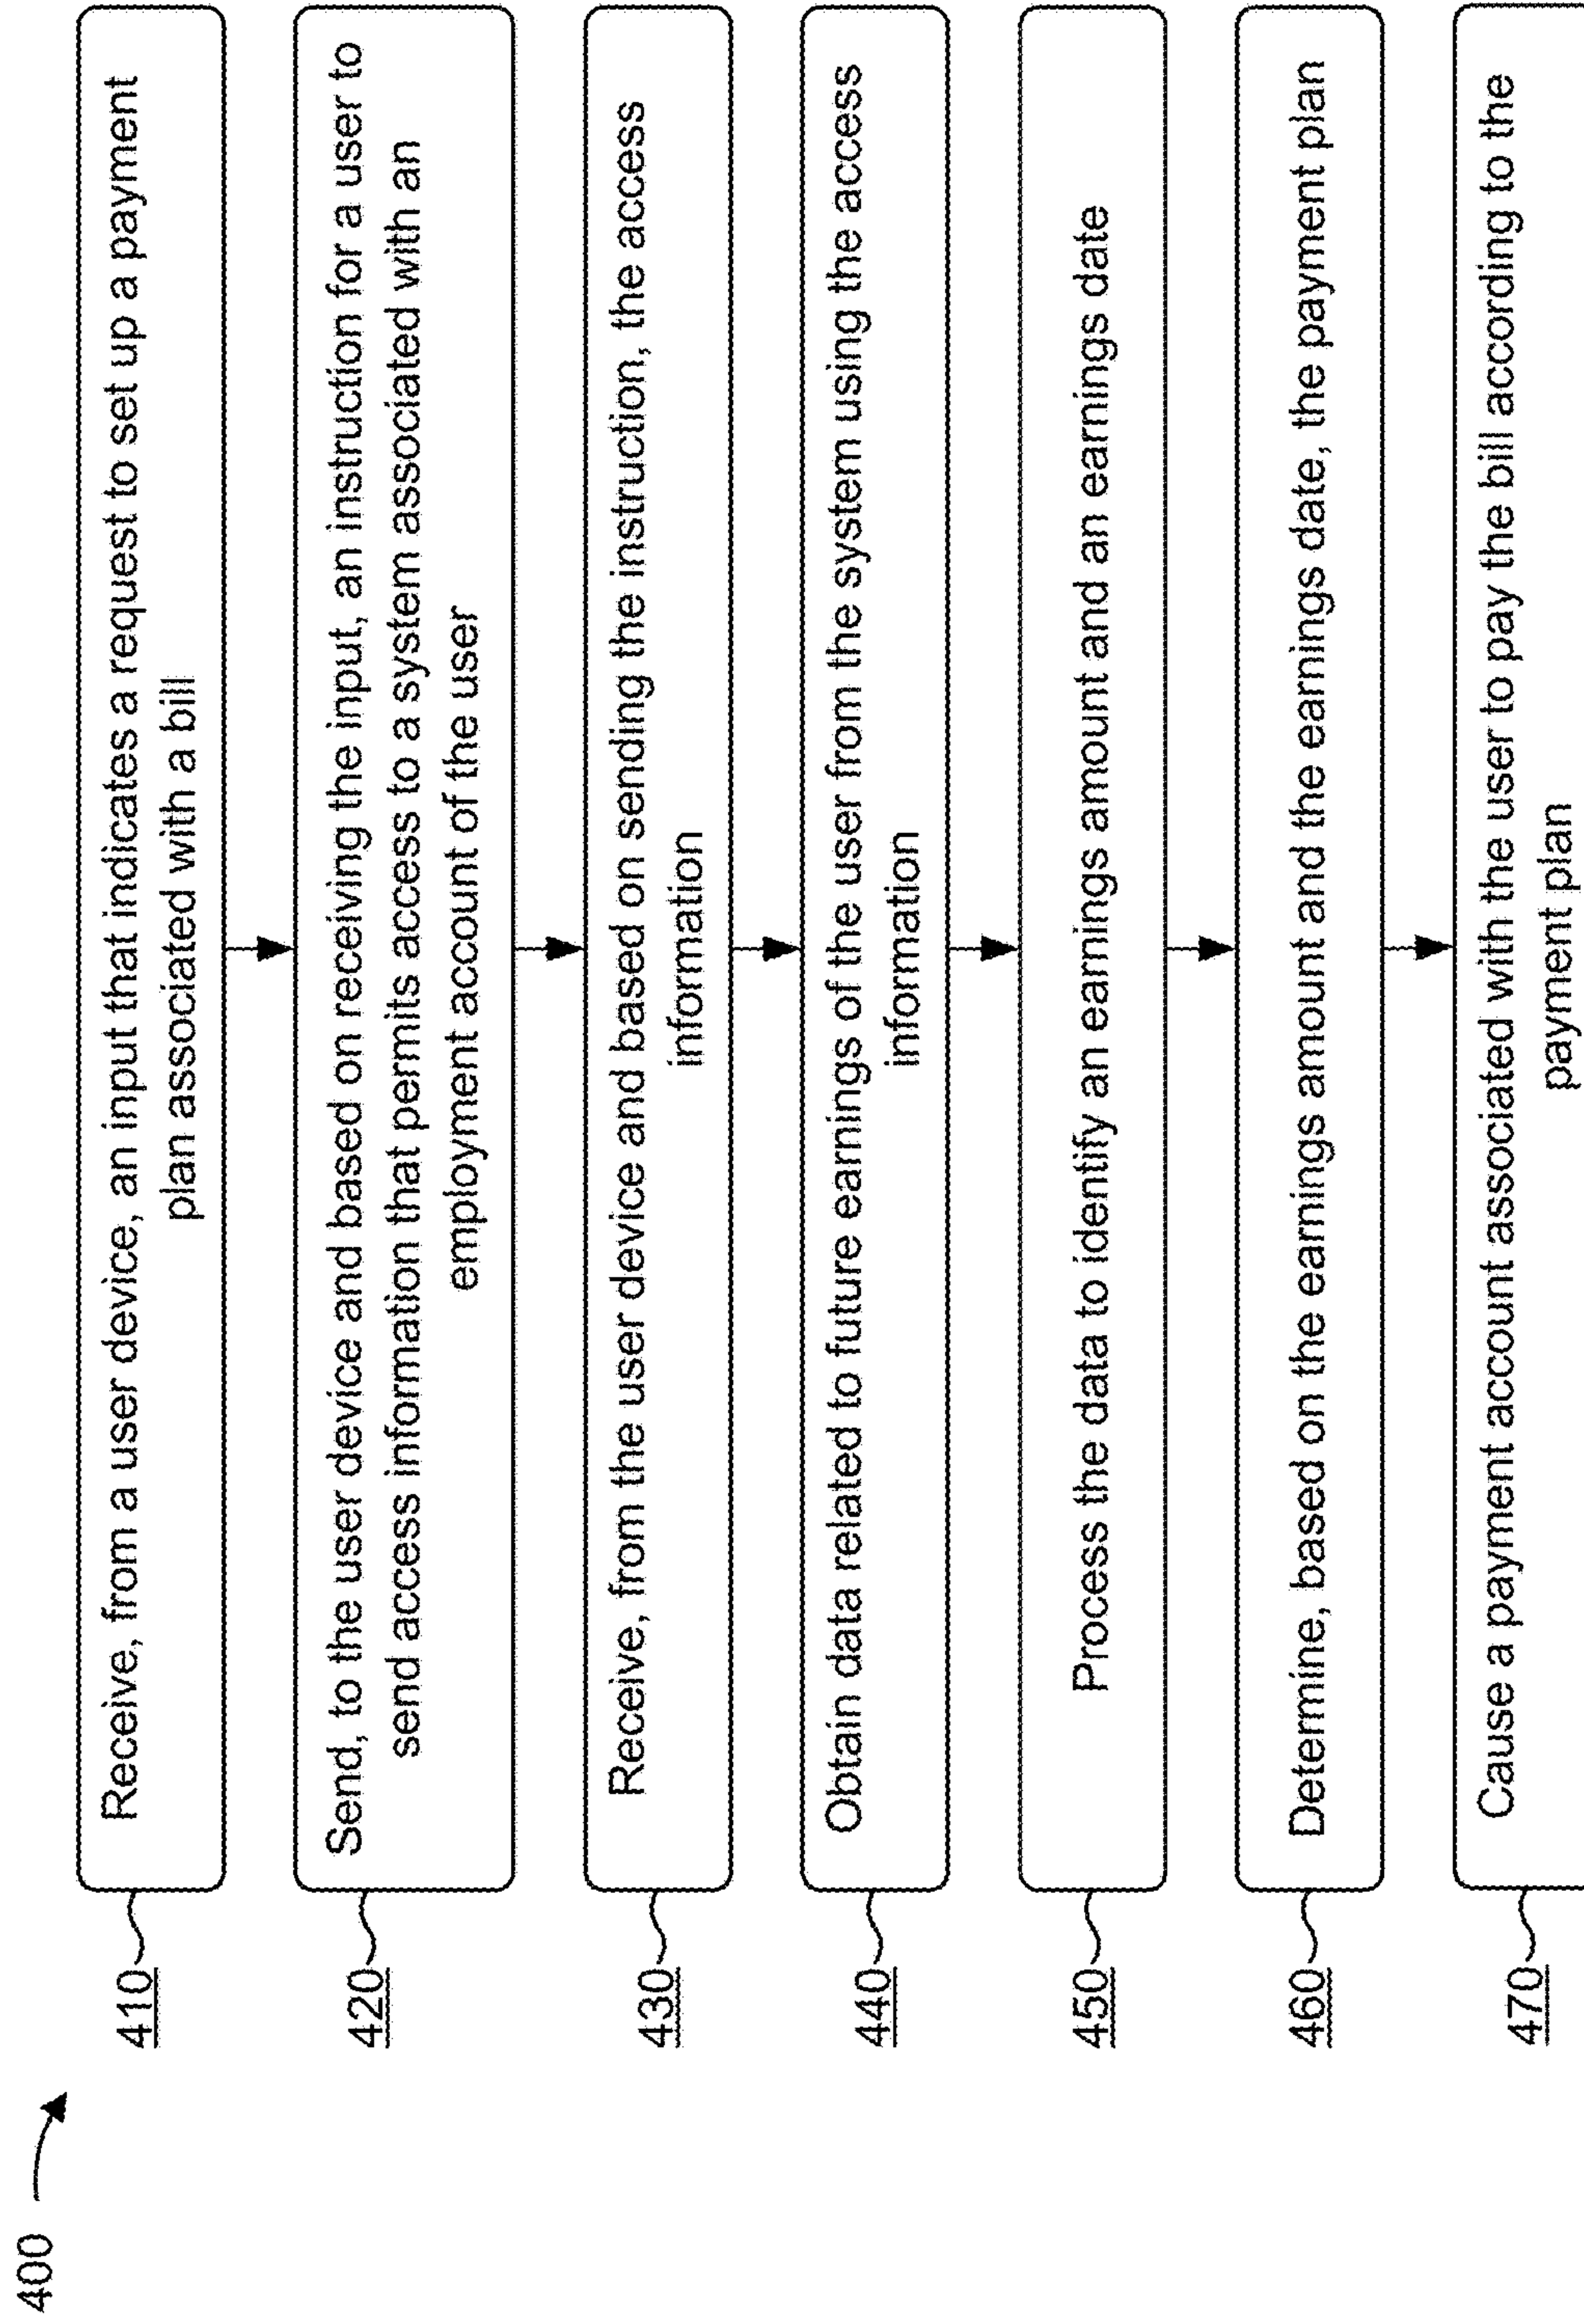 400
410
Receive, from a user device, an input that indicates a request to set up a payment
plan associated with a bill
420
Send, to the user device and based on receiving the input, an instruction for a user to
send access information that permits access to a system associated with an
employment account of the user
430
Receive, from the user device and based on sending the instruction, the access
information
440
Obtain data related to future earnings of the user from the system using the access
information
450
Process the data to identify an earnings amount and an earnings date
460
Determine, based on the earnings amount and the earnings date, the payment plan
470
Cause a payment account associated with the user to pay the bill according to the
payment plan